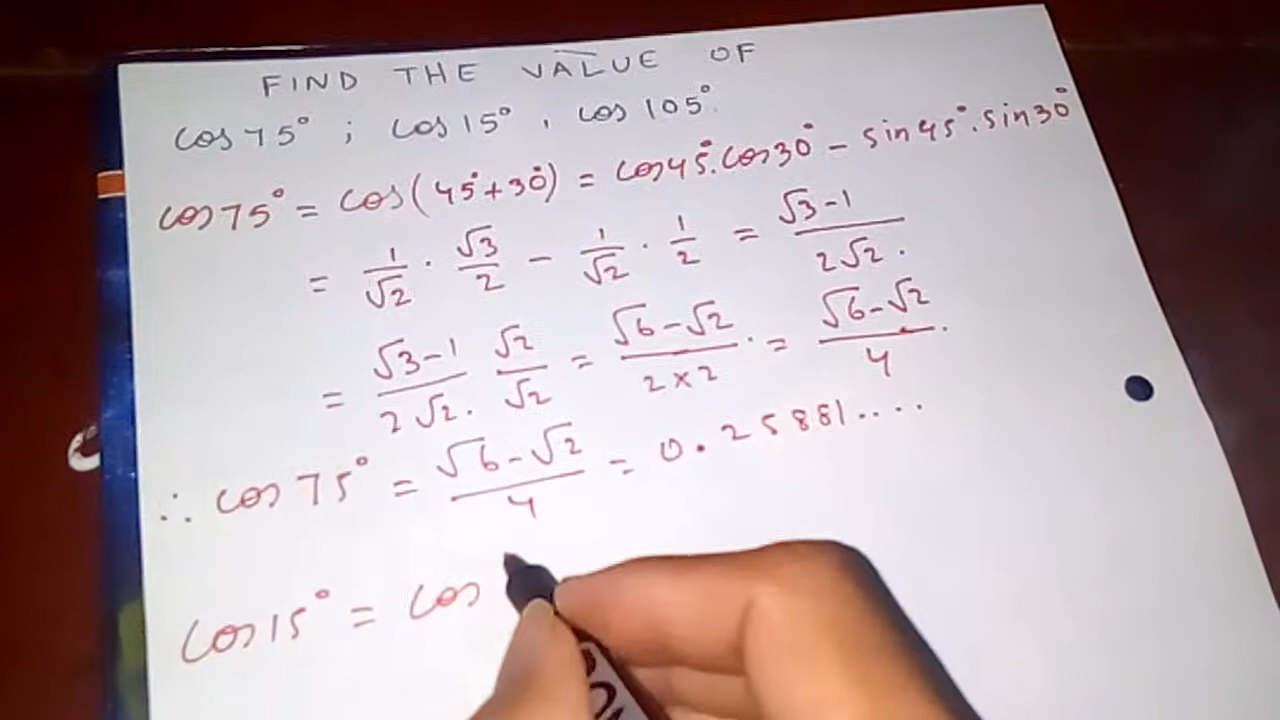 FIND THE VALUE OF
cos 75° ; cos 15° , cos 105°.
cos 75° = cos(45°+30°) = cos45°.cos30° - sin45°.sin30°
= 1/√2 . √3/2 - 1/√2 . 1/2 = √3-1/2√2.
= √3-1/2√2. √2/√2 = √6-√2/2×2 . = √6-√2/4 .
∴ cos 75° = √6-√2/4 = 0.25881....
cos 15° = cos